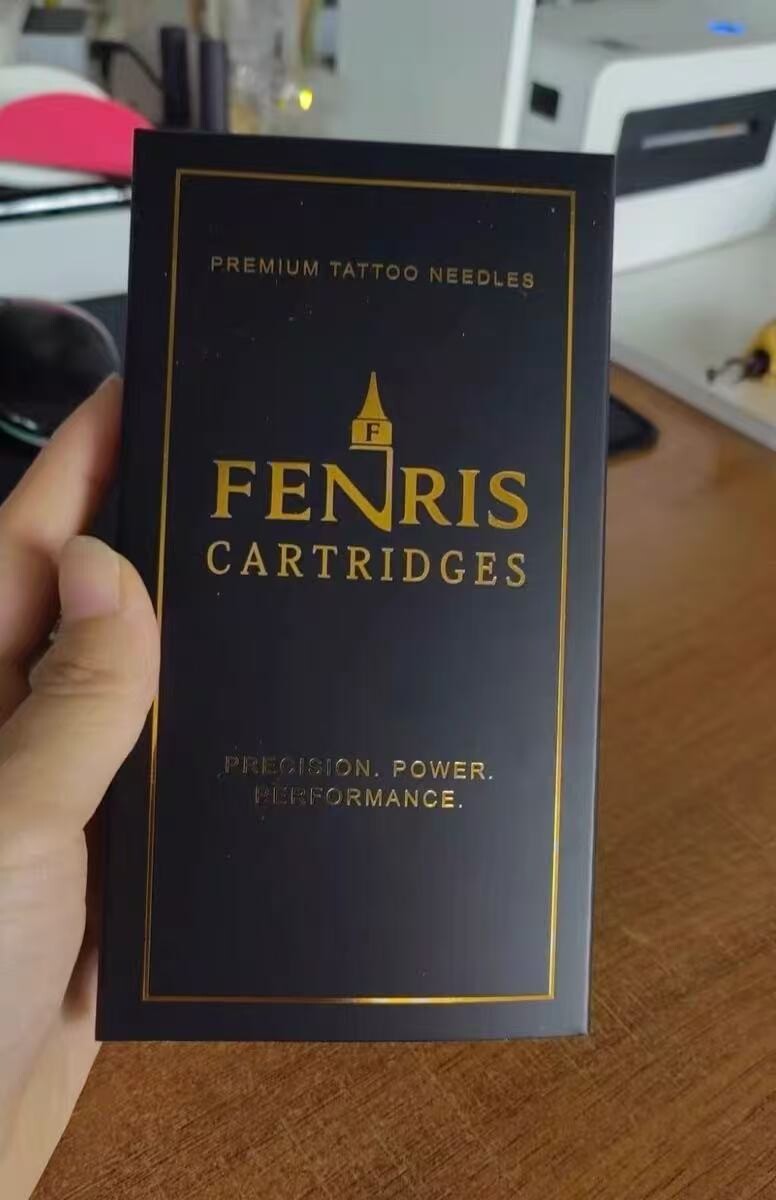 PREMIUM TATTOO NEEDLES
F
FENRIS
CARTRIDGES
PRECISION. POWER.
PERFORMANCE.